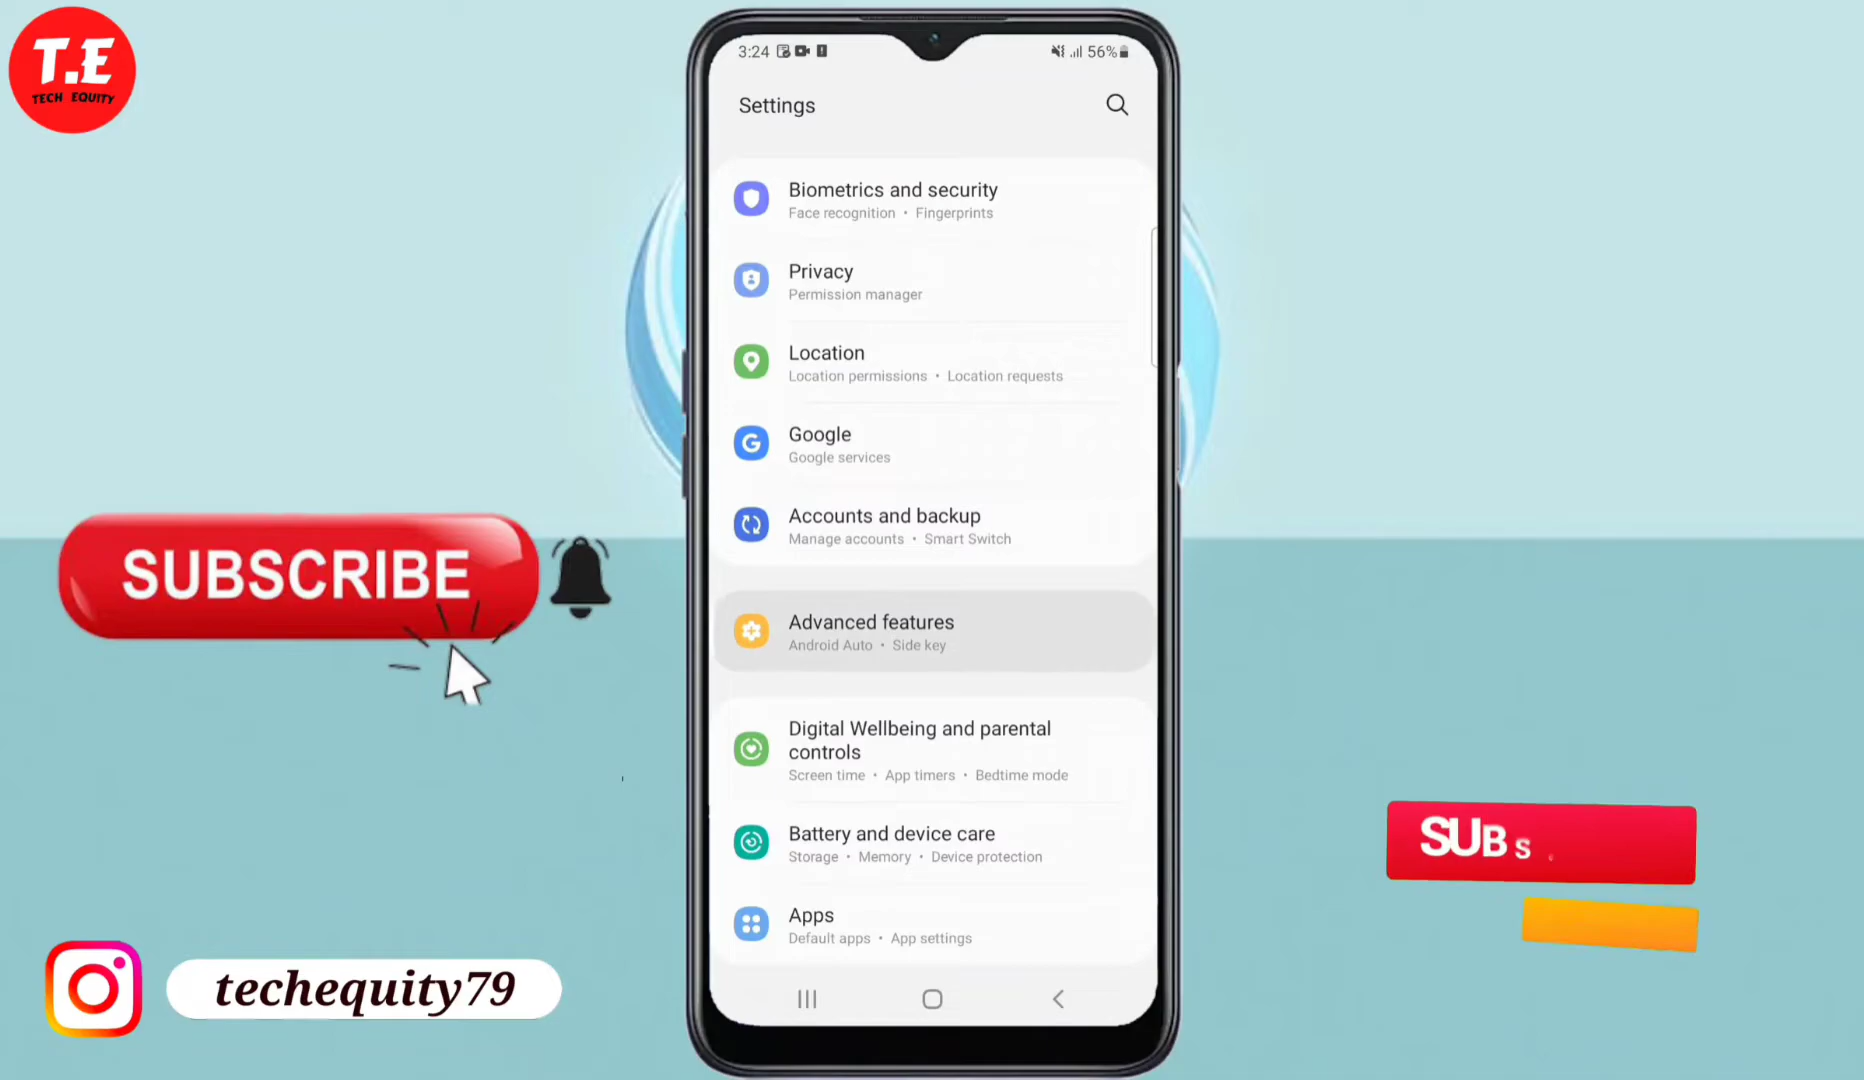 T.E
TECH EQUITY
3:24
56%
Settings
Biometrics and security
Face recognition • Fingerprints
Privacy
Permission manager
Location
Location permissions • Location requests
Google
Google services
Accounts and backup
Manage accounts • Smart Switch
Advanced features
Android Auto • Side key
Digital Wellbeing and parental
controls
Screen time • App timers • Bedtime mode
Battery and device care
Storage • Memory • Device protection
Apps
Default apps • App settings
SUBSCRIBE
SUBS
techequity79